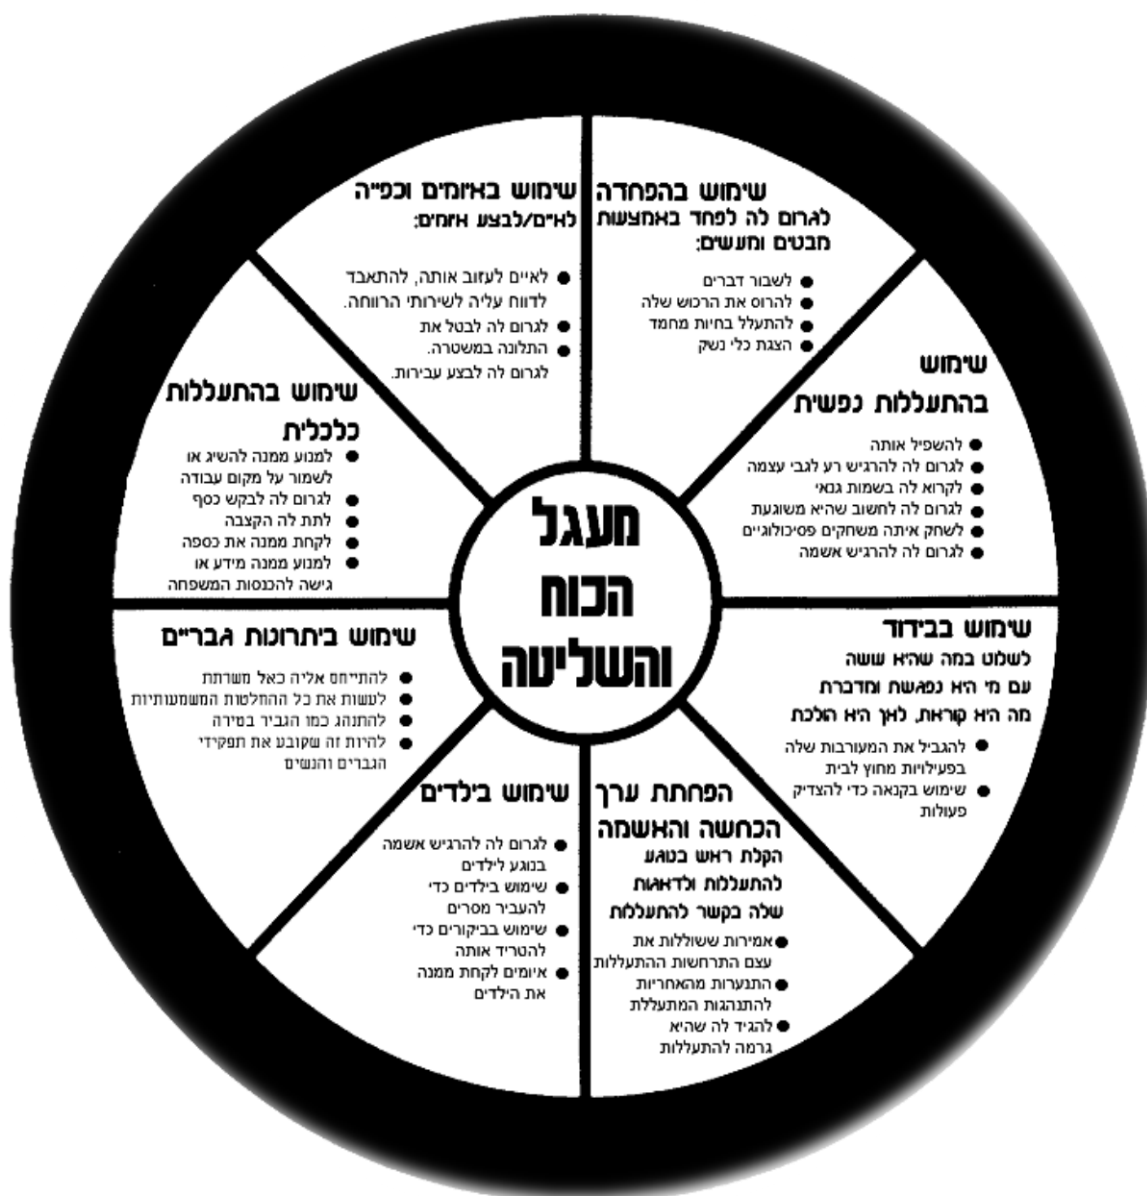 מעגל
הכוח
והשליטה
שימוש בהפחדה
לגרום לה לפחד באמצעות
מבטים ומעשים:
● לשבור דברים
● להרוס את הרכוש שלה
● להתעלל בחיות מחמד
● הצגת כלי נשק
שימוש
בהתעללות נפשית
● להשפיל אותה
● לגרום לה להרגיש רע לגבי עצמה
● לקרוא לה בשמות גנאי
● לגרום לה לחשוב שהיא משוגעת
● לשחק איתה משחקים פסיכולוגיים
● לגרום לה להרגיש אשמה
שימוש בבידוד
לשלוט במה שהיא עושה
עם מי היא נפגשת ומדברת
מה היא קוראת, לאן היא הולכת
● להגביל את המעורבות שלה
בפעילויות מחוץ לבית
● שימוש בקנאה כדי להצדיק
פעולות
הפחתת ערך
הכחשה והאשמה
הקלת ראש בנוגע
להתעללות ולדאגות
שלה בקשר להתעללות
● אמירות ששוללות את
עצם התרחשות ההתעללות
● התנערות מהאחריות
להתנהגות המתעללת
● להגיד לה שהיא
גרמה להתעללות
שימוש בילדים
● לגרום לה להרגיש אשמה
בנוגע לילדים
● שימוש בילדים כדי
להעביר מסרים
● שימוש בביקורים כדי
להטריד אותה
● איומים לקחת ממנה
את הילדים
שימוש ביתרונות גבריים
● להתייחס אליה כאל משרתת
● לעשות את כל ההחלטות המשמעותיות
● להתנהג כמו הגביר בטירה
● להיות זה שקובע את תפקידי
הגברים והנשים
שימוש בהתעללות
כלכלית
● למנוע ממנה להשיג או
לשמור על מקום עבודה
● לגרום לה לבקש כסף
● לתת לה הקצבה
● לקחת ממנה את כספה
● למנוע ממנה מידע או
גישה להכנסות המשפחה
שימוש באיומים וכפייה
לאיים/לבצע איומים:
● לאיים לעזוב אותה, להתאבד
לדווח עליה לשירותי הרווחה.
● לגרום לה לבטל את
● התלונה במשטרה.
לגרום לה לבצע עבירות.